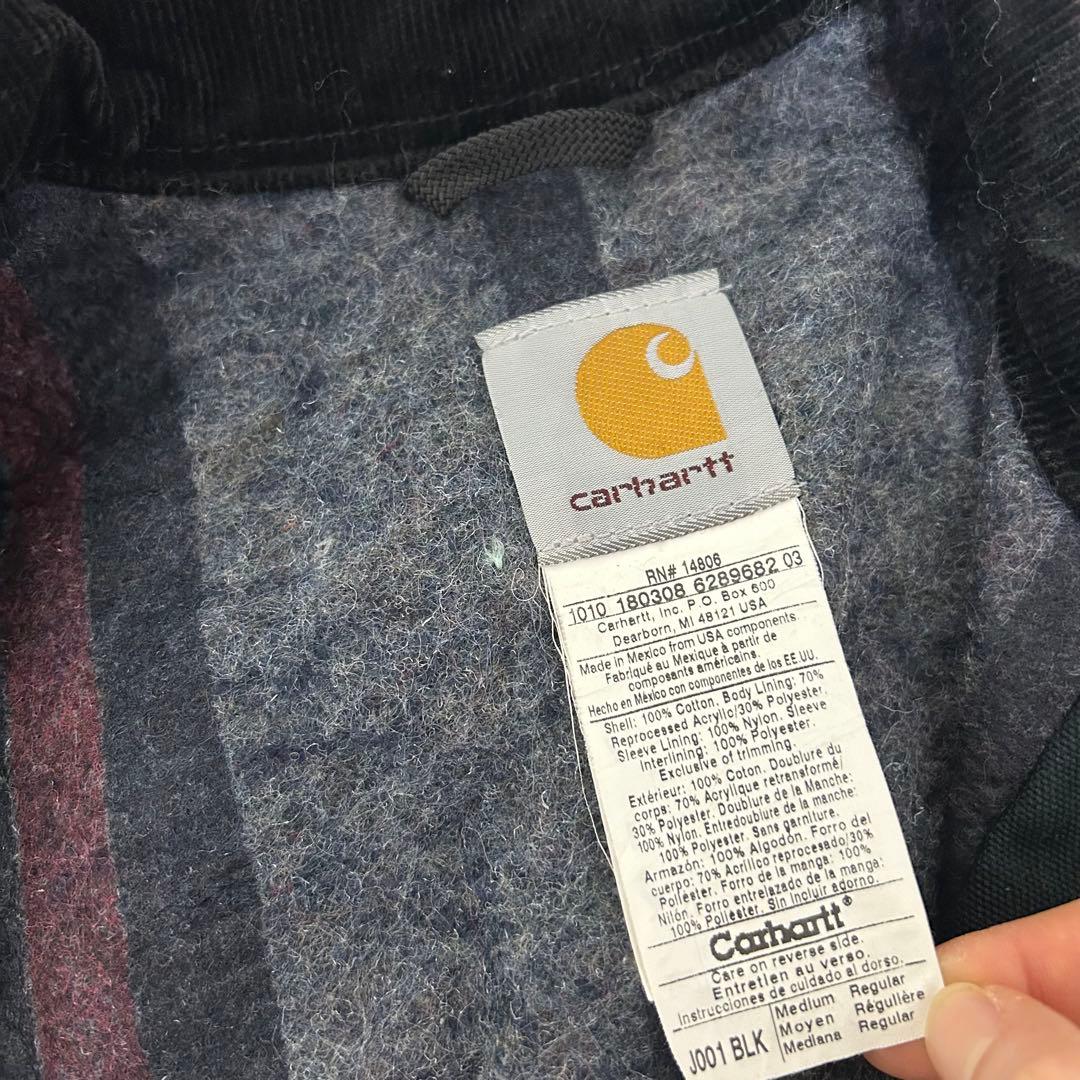 carhartt
RN# 14806
1010 180308 6289682 03
Carhartt, Inc. P.O. Box 600
Dearborn, MI 48121 USA
Made in Mexico from USA components.
Fabriqué au Mexique à partir de
composants américains.
Hecho en México con componentes de los EE.UU.
Shell: 100% Cotton. Body Lining: 70%
Reprocessed Acrylic/30% Polyester.
Sleeve Lining: 100% Nylon. Sleeve
Interlining: 100% Polyester.
Exclusive of trimming.
Extérieur: 100% Coton. Doublure du
corps: 70% Acrylique retransformé/
30% Polyester. Doublure de la Manche:
100% Nylon. Entredoublure de la manche:
100% Polyester. Sans garniture.
Armazón: 100% Algodón. Forro del
cuerpo: 70% Acrílico reprocesado/30%
Poliéster. Forro de la manga: 100%
Nilón. Forro entrelazado de la manga:
100% Poliester. Sin incluir adorno.
Carhartt®
Care on reverse side.
Entretien au verso.
Instrucciones de cuidado al dorso.
J001 BLK
Medium Regular
Moyen Régulière
Mediana Regular